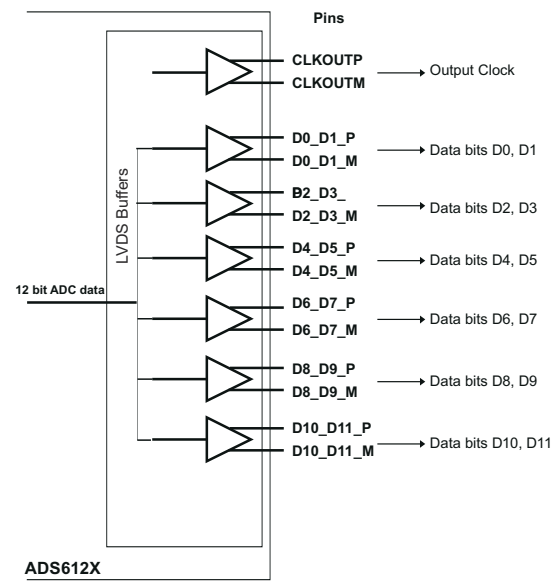 Pins
CLKOUTP
CLKOUTM
Output Clock
D0_D1_P
D0_D1_M
Data bits D0, D1
D2_D3_
D2_D3_M
Data bits D2, D3
D4_D5_P
D4_D5_M
Data bits D4, D5
LVDS Buffers
12 bit ADC data
D6_D7_P
D6_D7_M
Data bits D6, D7
D8_D9_P
D8_D9_M
Data bits D8, D9
D10_D11_P
D10_D11_M
Data bits D10, D11
ADS612X